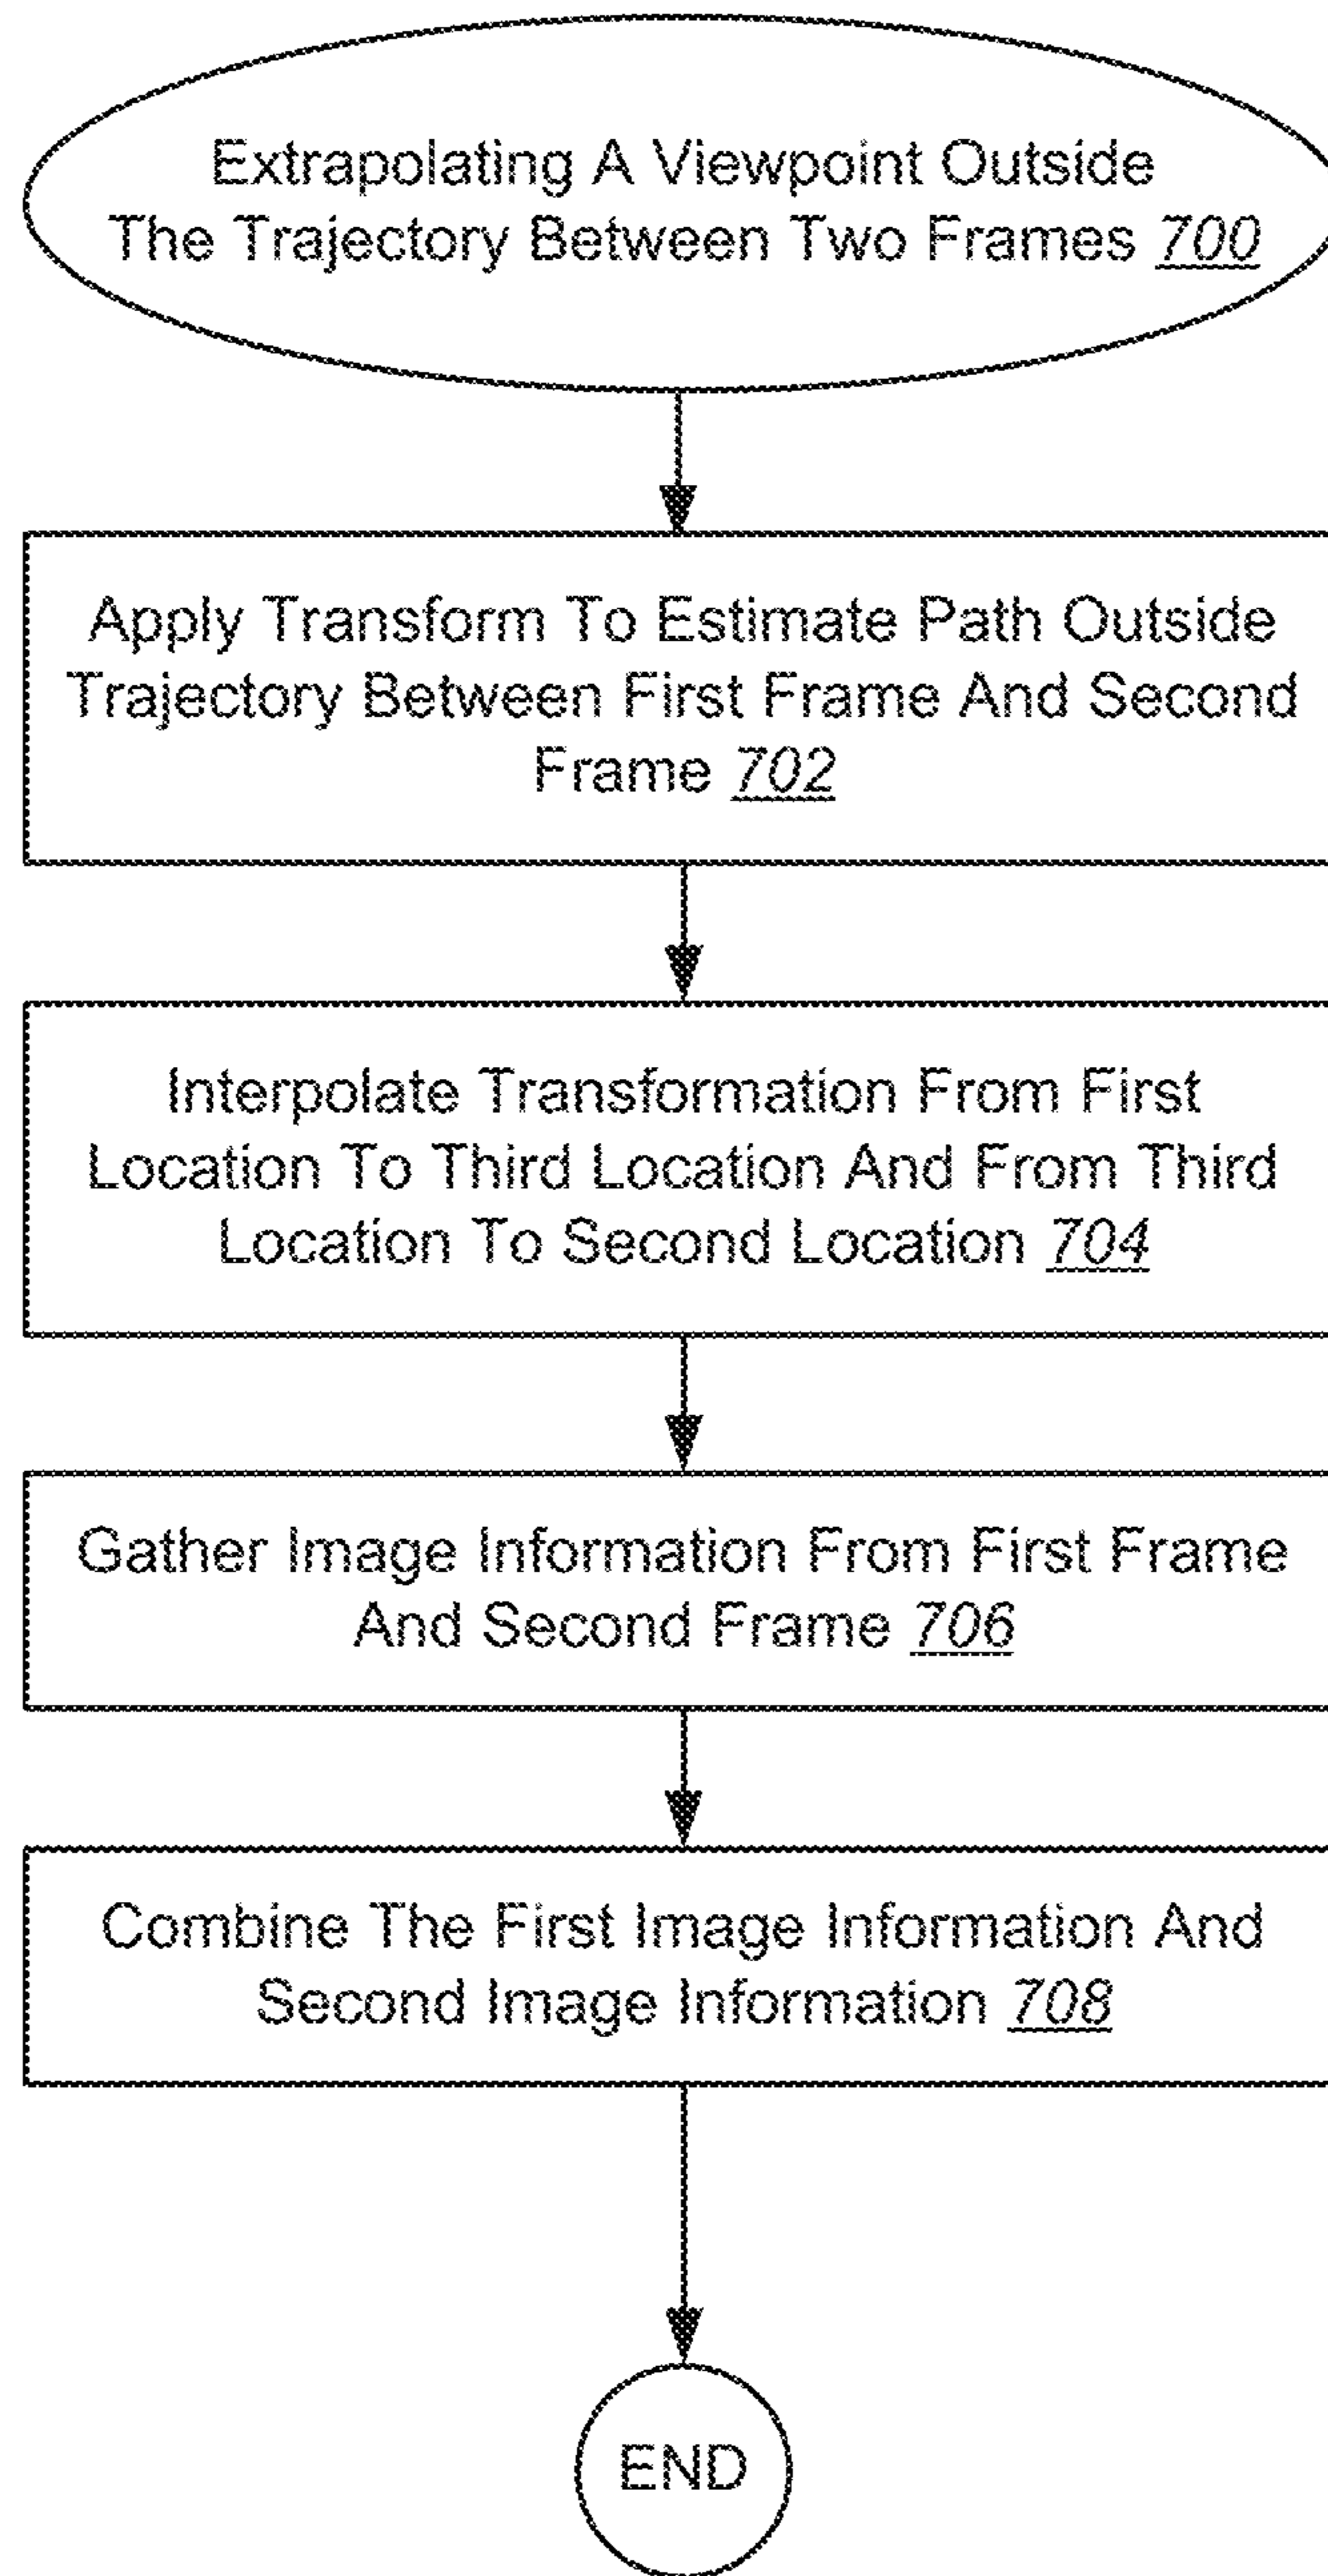 Extrapolating A Viewpoint Outside
The Trajectory Between Two Frames 700
Apply Transform To Estimate Path Outside
Trajectory Between First Frame And Second
Frame 702
Interpolate Transformation From First
Location To Third Location And From Third
Location To Second Location 704
Gather Image Information From First Frame
And Second Frame 706
Combine The First Image Information And
Second Image Information 708
END